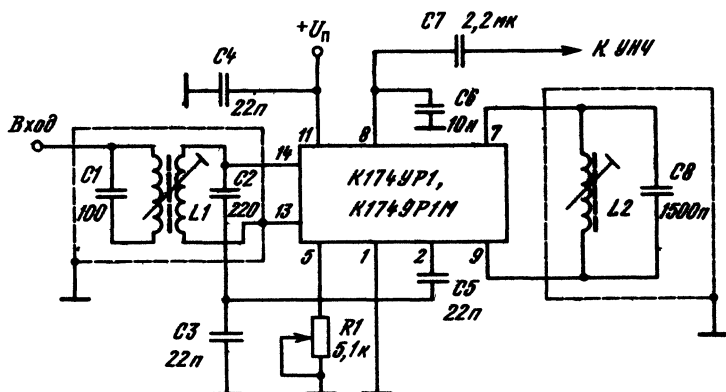 C7 2,2мк
+Uп
C4
К УНЧ
22п
C6
10н
Вход
11
8
7
14
C1
C2
К174УР1,
К174УР1М
L1
L2
C8
100
220
13
1500п
5
1
2
9
C5
22п
C3
22п
R1
5,1к